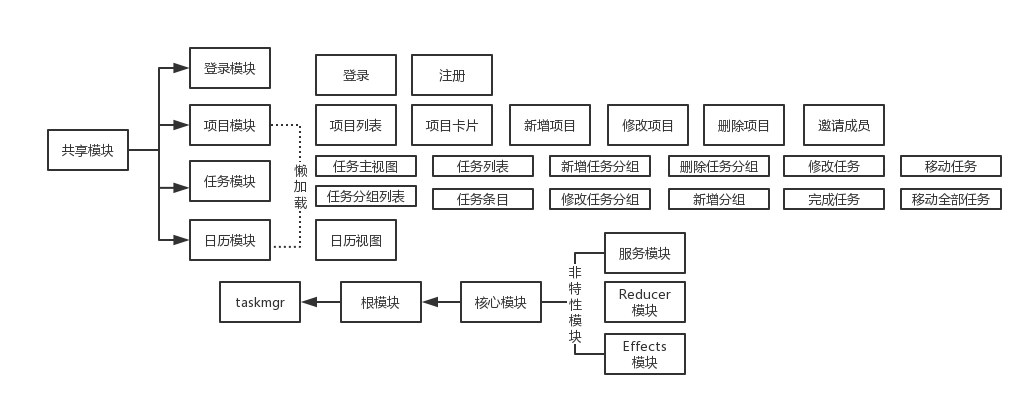 登录模块
登录
注册
项目模块
项目列表
项目卡片
新增项目
修改项目
删除项目
邀请成员
共享模块
懒加载
任务模块
任务主视图
任务列表
新增任务分组
删除任务分组
修改任务
移动任务
任务分组列表
任务条目
修改任务分组
新增分组
完成任务
移动全部任务
日历模块
日历视图
taskmgr
根模块
核心模块
非特性模块
服务模块
Reducer
模块
Effects
模块